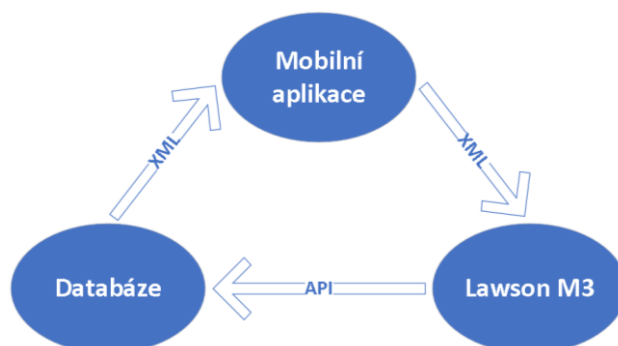 Mobilní
aplikace
XML
XML
Databáze
API
Lawson M3